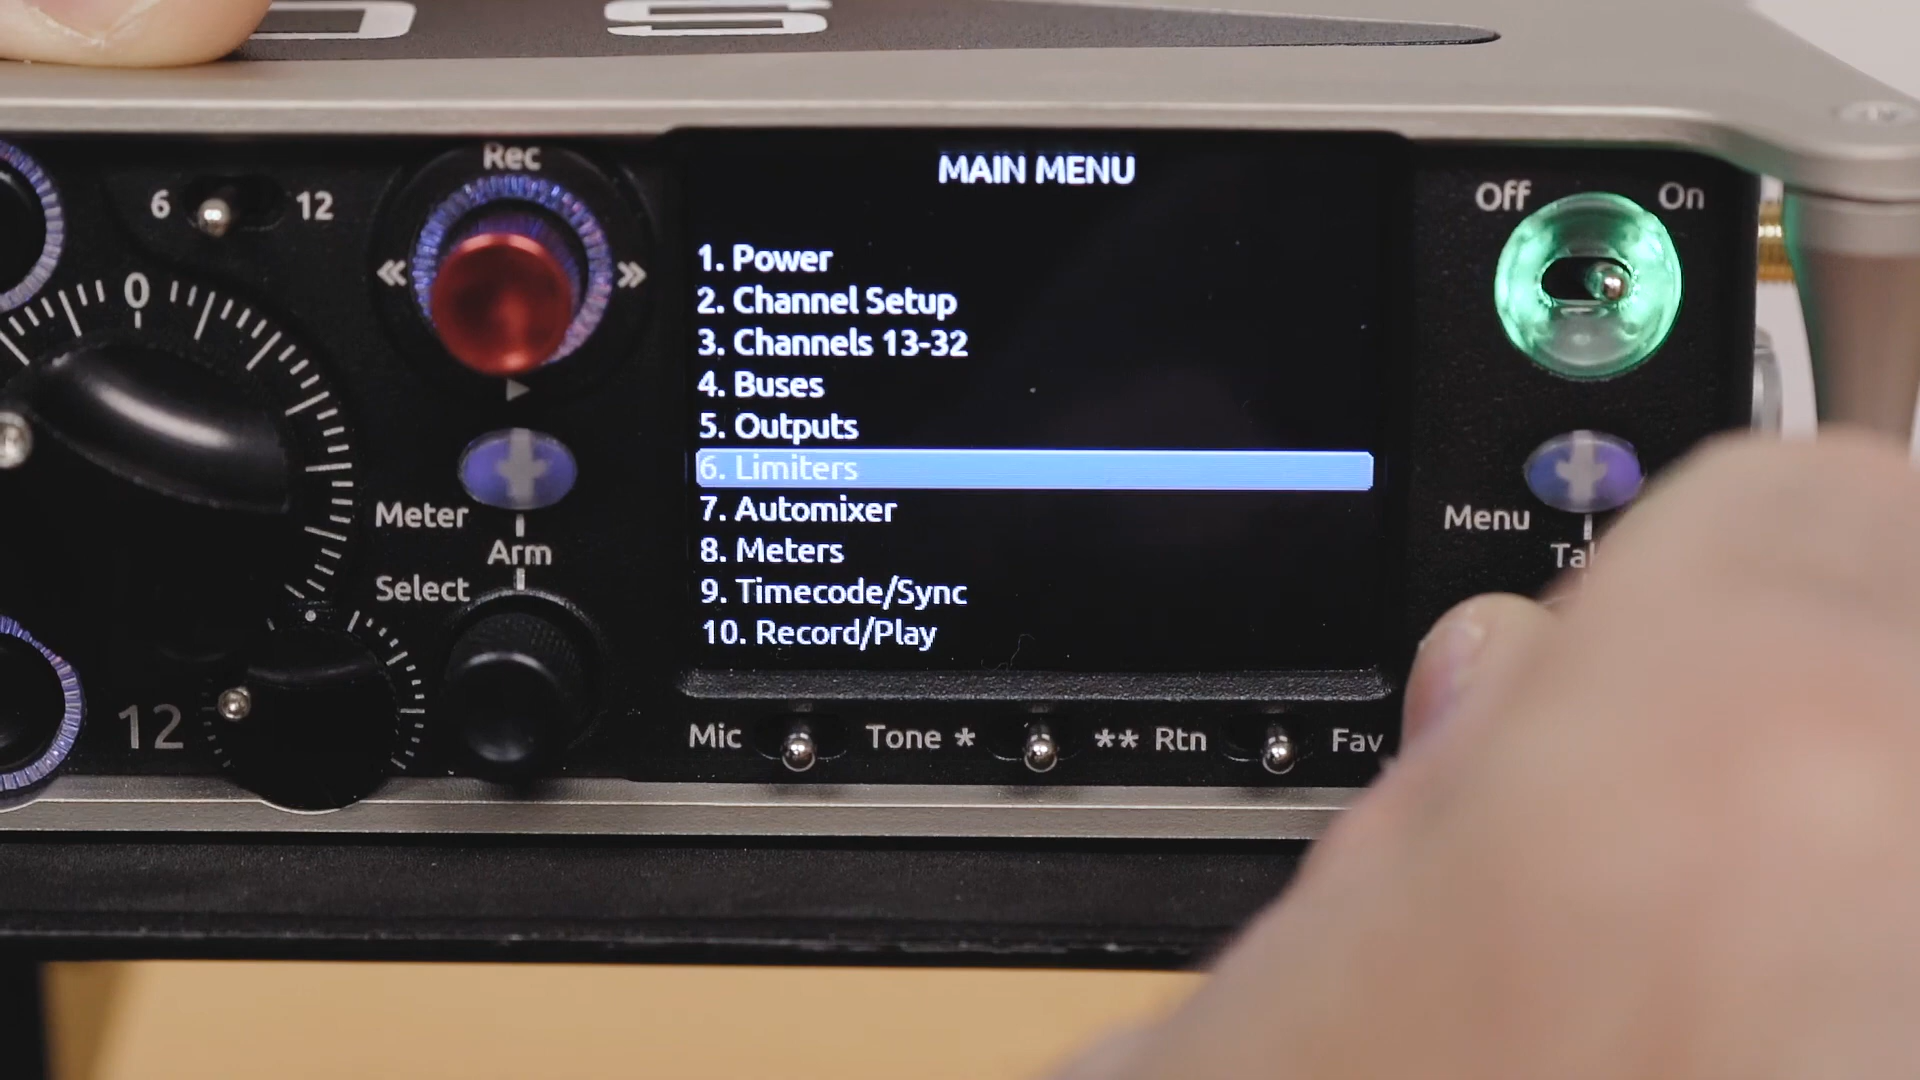 Rec
6 12
« »
0
Meter
Arm
Select
12
MAIN MENU
1. Power
2. Channel Setup
3. Channels 13-32
4. Buses
5. Outputs
6. Limiters
7. Automixer
8. Meters
9. Timecode/Sync
10. Record/Play
Mic Tone * ** Rtn Fav
Off On
Menu